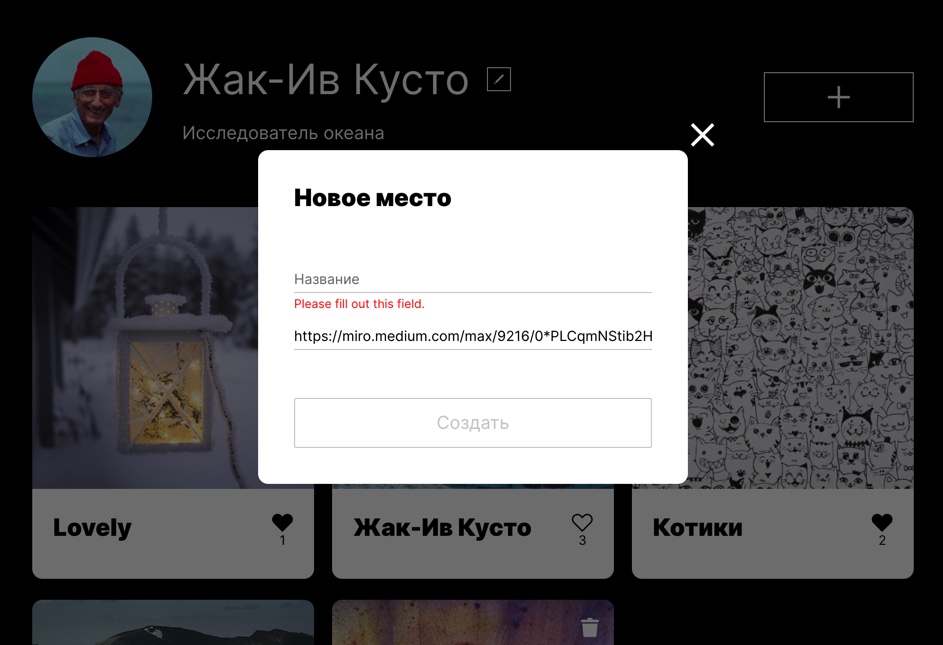 Жак-Ив Кусто
Исследователь океана
Новое место
Название
Please fill out this field.
https://miro.medium.com/max/9216/0*PLCqmNStib2H
Создать
Lovely
1
Жак-Ив Кусто
3
Котики
2